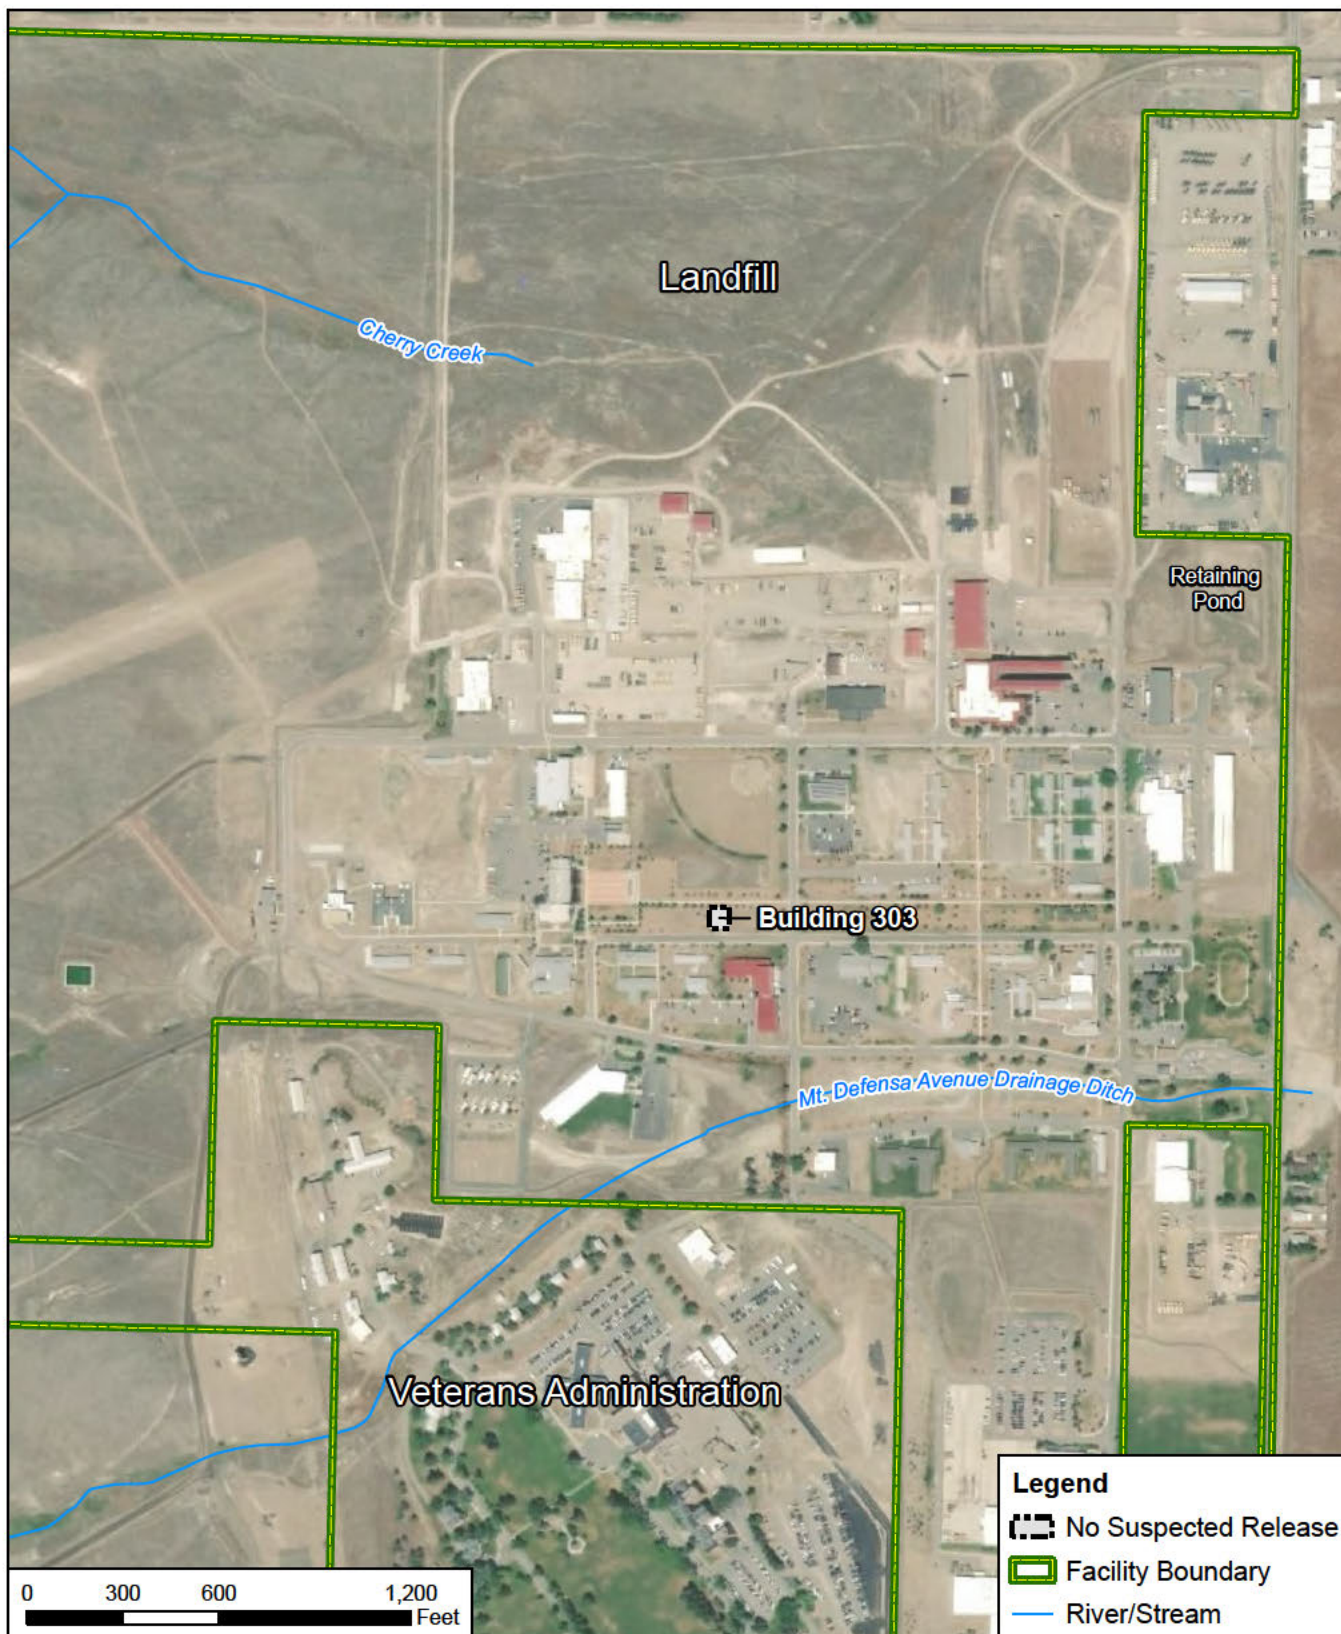 Landfill
Cherry Creek
Retaining
Pond
Building 303
Mt. Defensa Avenue Drainage Ditch
Veterans Administration
Legend
No Suspected Release
Facility Boundary
River/Stream
0 300 600 1,200
Feet